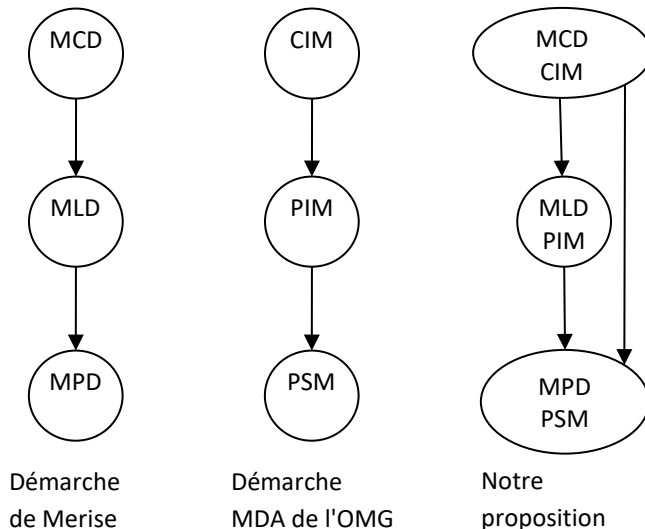 MCD
MLD
MPD
Démarche
de Merise
CIM
PIM
PSM
Démarche
MDA de l'OMG
MCD
CIM
MLD
PIM
MPD
PSM
Notre
proposition